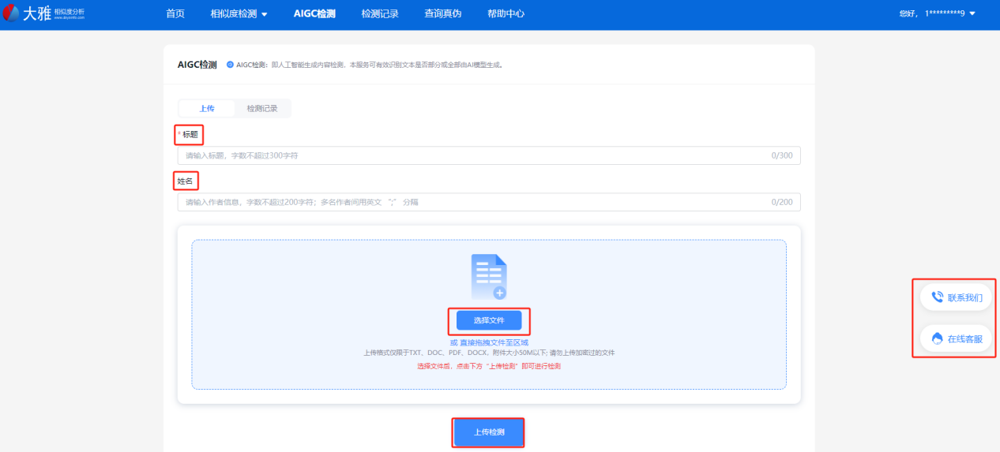 大雅 相似度分析
www.dayainfo.com
首页 相似度检测 AIGC检测 检测记录 查询真伪 帮助中心 您好，1*********9
AIGC检测 AIGC检测：即人工智能生成内容检测，本服务可有效识别文本是否部分或全部由AI模型生成。
上传 检测记录
* 标题
请输入标题，字数不超过300字符 0/300
姓名
请输入作者信息，字数不超过200字符；多名作者间用英文 “;” 分隔 0/200
选择文件
或 直接拖拽文件至区域
上传格式仅限于TXT、DOC、PDF、DOCX，附件大小50M以下; 请勿上传加密过的文件
选择文件后，点击下方“上传检测”即可进行检测
联系我们
在线客服
上传检测